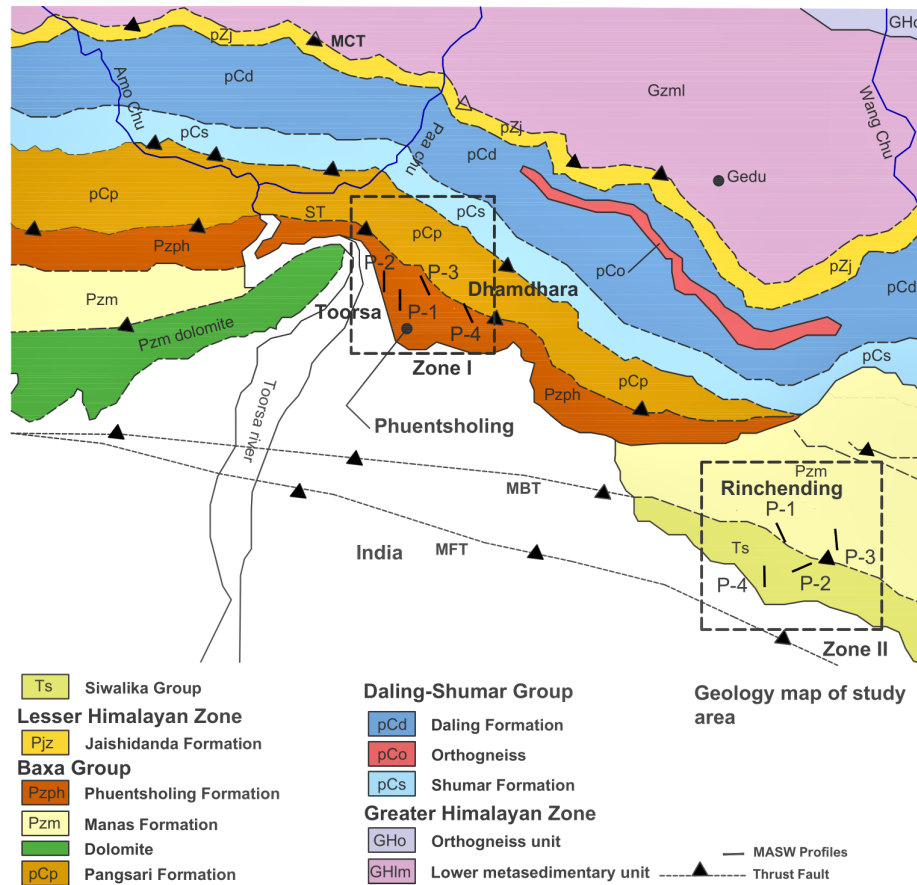 GHo
pZj
MCT
pCd
Gzml
Amo Chu
Wang Chu
pCs
Paa chu
pZj
pCd
Gedu
pCp
pCs
ST
pCp
Pzph
P-2
P-3
pCo
pZj
Dhamdhara
pCd
Pzm
Toorsa
P-1
P-4
Pzm dolomite
pCs
Zone I
pCp
Pzph
Toorsa river
Phuentsholing
Pzm
MBT
Rinchending
P-1
India
MFT
Ts
P-3
P-4
P-2
Zone II
Ts Siwalika Group
Lesser Himalayan Zone
Pjz Jaishidanda Formation
Baxa Group
Pzph Phuentsholing Formation
Pzm Manas Formation
Dolomite
pCp Pangsari Formation
Daling-Shumar Group
pCd Daling Formation
pCo Orthogneiss
pCs Shumar Formation
Greater Himalayan Zone
GHo Orthogneiss unit
GHlm Lower metasedimentary unit
Geology map of study
area
MASW Profiles
Thrust Fault